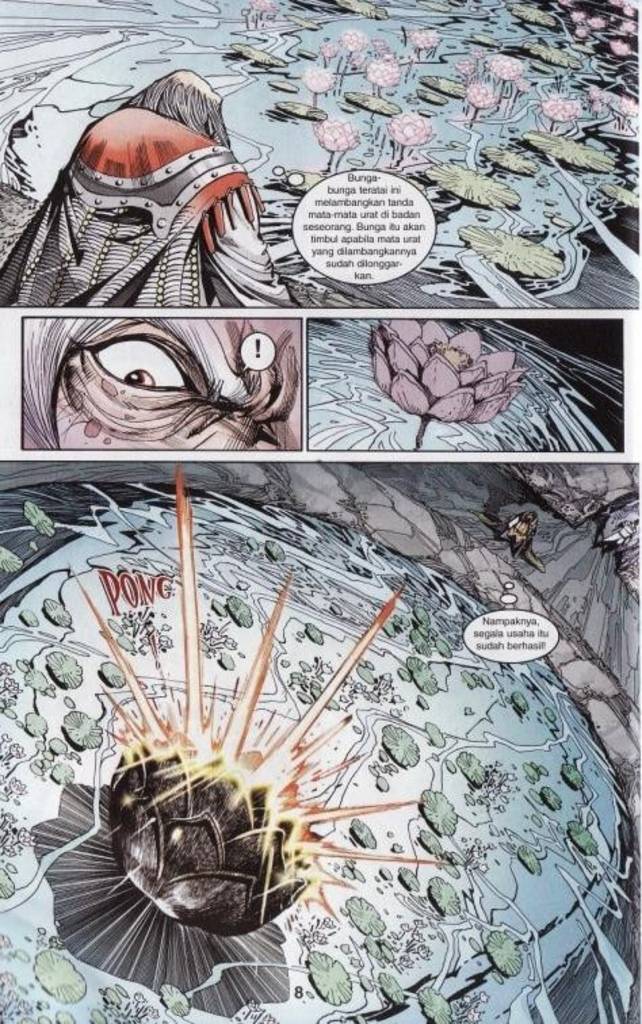 Bunga-
bunga teratai ini
melambangkan tanda
mata-mata urat di badan
seseorang. Bunga itu akan
timbul apabila mata urat
yang dilambangkannya
sudah dilonggar-
kan.
!
PONG
Nampaknya,
segala usaha itu
sudah berhasil!
8